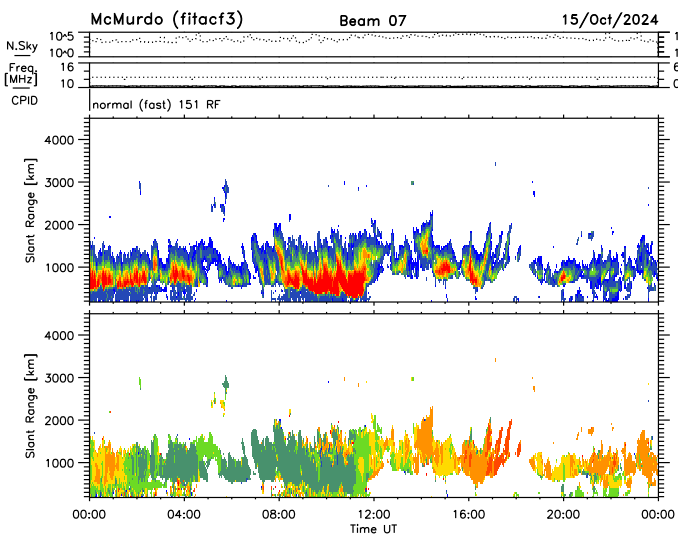 McMurdo (fitacf3) Beam 07 15/Oct/2024
10^5
N.Sky
10^0
Freq. 16
[MHz] 10
CPID normal (fast) 151 RF
4000
3000
2000
1000
Slant Range [km]
4000
3000
2000
1000
Slant Range [km]
00:00 04:00 08:00 12:00 16:00 20:00 00:00
Time UT